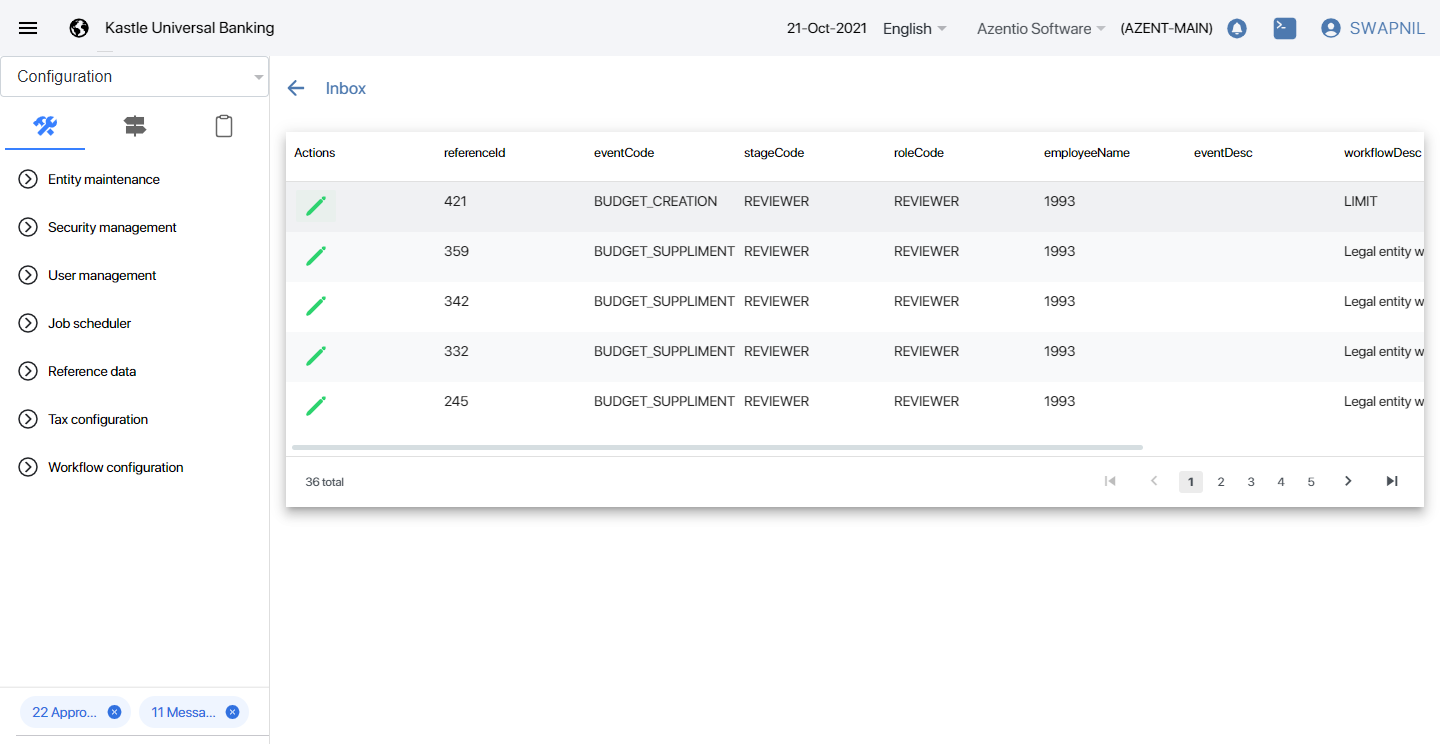 Kastle Universal Banking 21-Oct-2021 English Azentio Software (AZENT-MAIN) SWAPNIL
Configuration
Entity maintenance
Security management
User management
Job scheduler
Reference data
Tax configuration
Workflow configuration
22 Appro... 11 Messa...
Inbox
Actions referenceId eventCode stageCode roleCode employeeName eventDesc workflowDesc
421 BUDGET_CREATION REVIEWER REVIEWER 1993 LIMIT
359 BUDGET_SUPPLIMENT REVIEWER REVIEWER 1993 Legal entity w
342 BUDGET_SUPPLIMENT REVIEWER REVIEWER 1993 Legal entity w
332 BUDGET_SUPPLIMENT REVIEWER REVIEWER 1993 Legal entity w
245 BUDGET_SUPPLIMENT REVIEWER REVIEWER 1993 Legal entity w
36 total 1 2 3 4 5